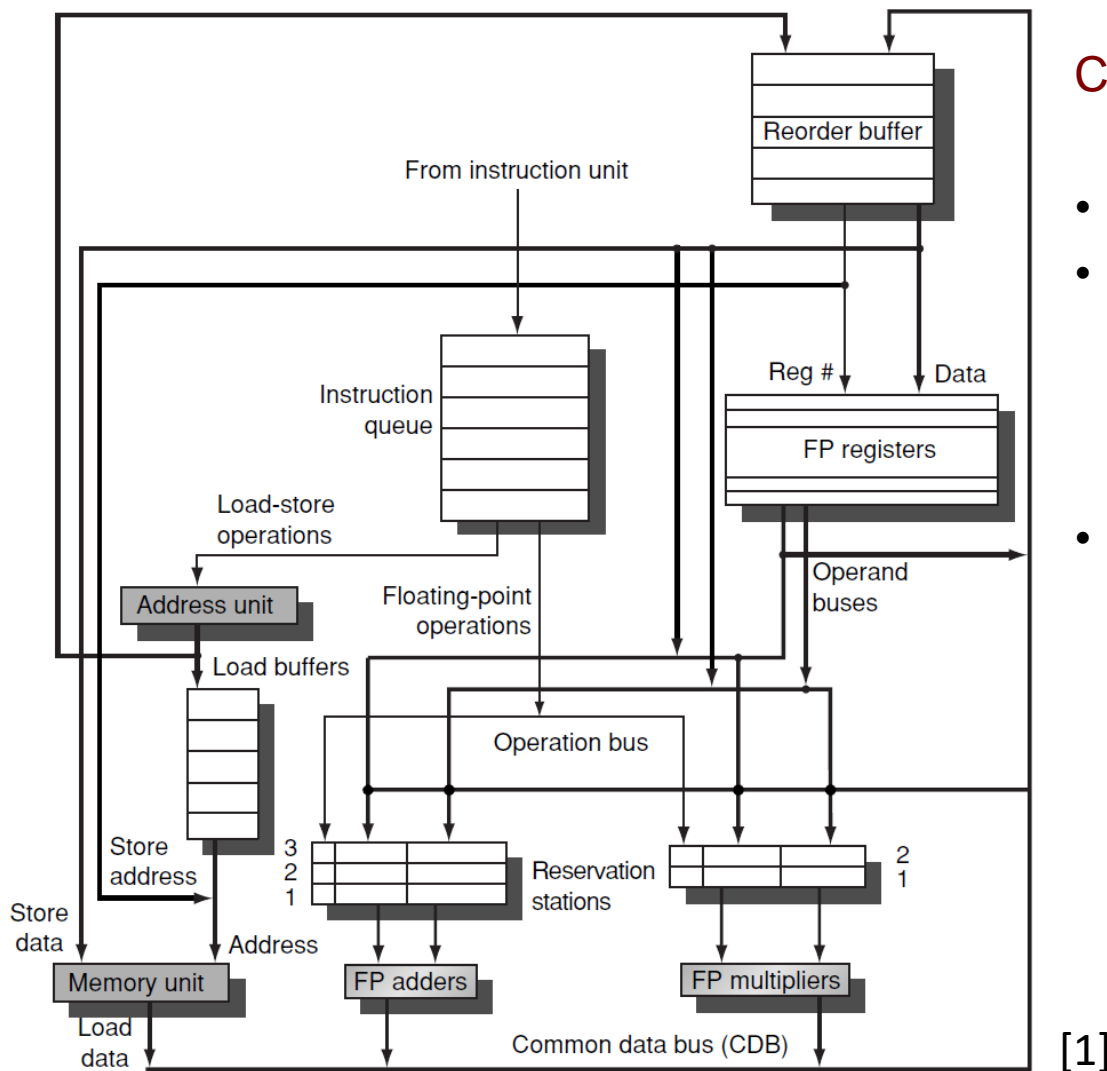 C
Reorder buffer
From instruction unit
•
•
Reg #
Data
Instruction
queue
FP registers
Load-store
operations
•
Operand
buses
Floating-point
operations
Address unit
Load buffers
Operation bus
Store
address
3
2
1
Reservation
stations
2
1
Store
data
Address
Memory unit
FP adders
FP multipliers
Load
data
Common data bus (CDB)
[1]